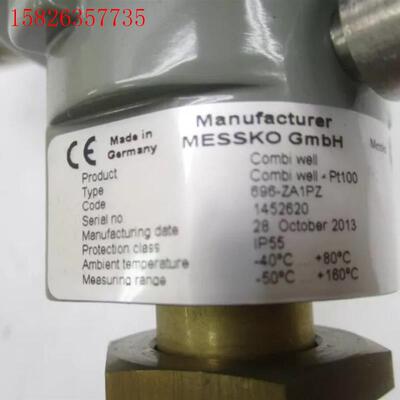 15826357735
CE Made in Germany
Manufacturer
MESSKO GmbH
Product Combi well
Type Combi well - Pt100
Code 696-ZA1PZ
Serial no 1452620
Manufacturing date 28 October 2013
Protection class IP55
Ambient temperature -40°C ... +80°C
Measuring range -50°C ... +160°C